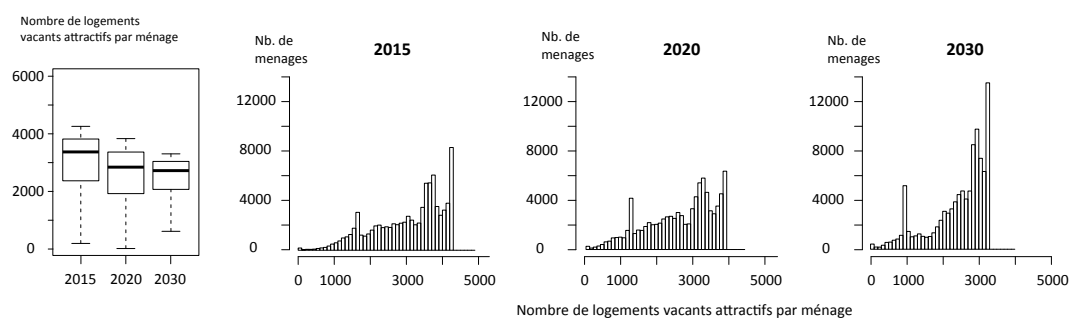 Nombre de logements
vacants attractifs par ménage
6000
4000
2000
0
2015 2020 2030
Nb. de
menages
2015
12000
8000
4000
0
0 1000 3000 5000
Nb. de
menages
2020
12000
8000
4000
0
0 1000 3000 5000
Nb. de
menages
2030
12000
8000
4000
0
0 1000 3000 5000
Nombre de logements vacants attractifs par ménage